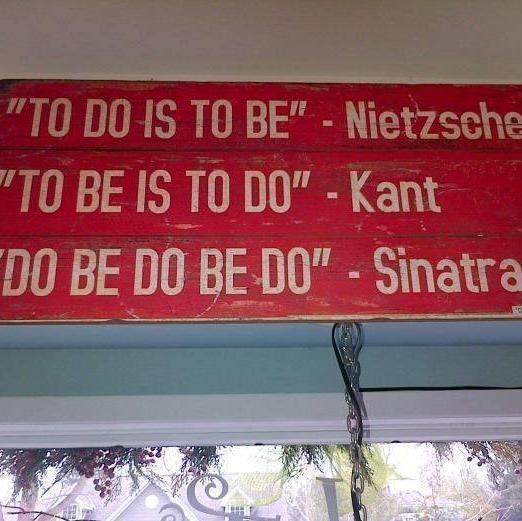 "TO DO IS TO BE" - Nietzsche
"TO BE IS TO DO" - Kant
"DO BE DO BE DO" - Sinatra